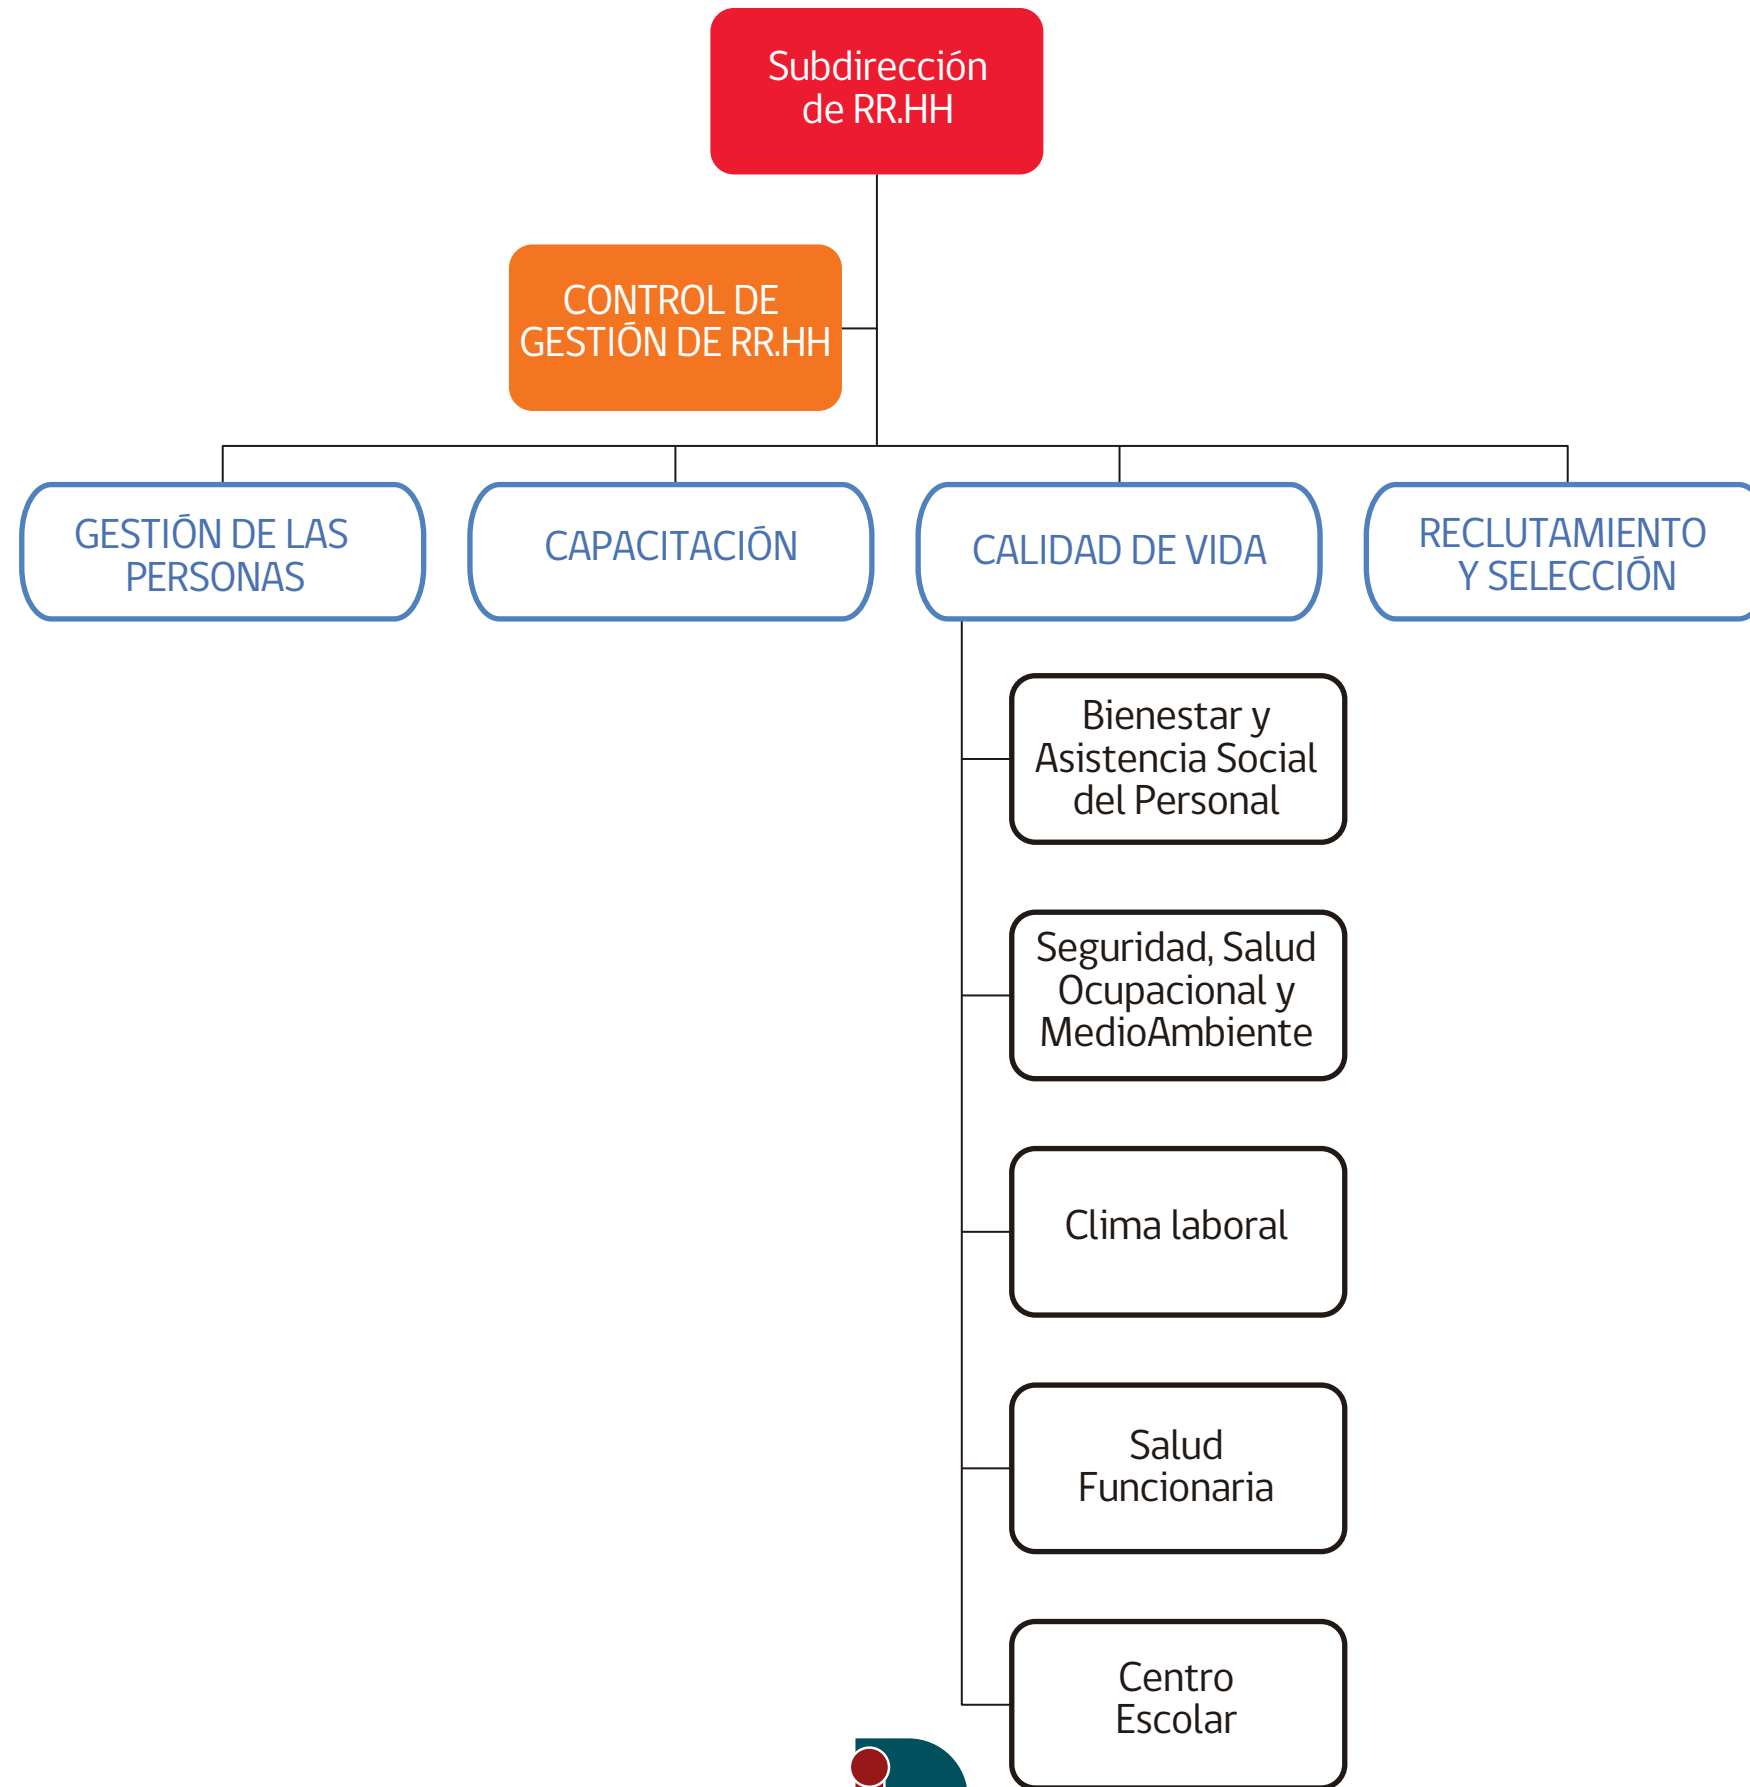 Subdirección
de RR.HH
CONTROL DE
GESTIÓN DE RR.HH
GESTIÓN DE LAS
PERSONAS
CAPACITACIÓN
CALIDAD DE VIDA
RECLUTAMIENTO
Y SELECCIÓN
Bienestar y
Asistencia Social
del Personal
Seguridad, Salud
Ocupacional y
MedioAmbiente
Clima laboral
Salud
Funcionaria
Centro
Escolar